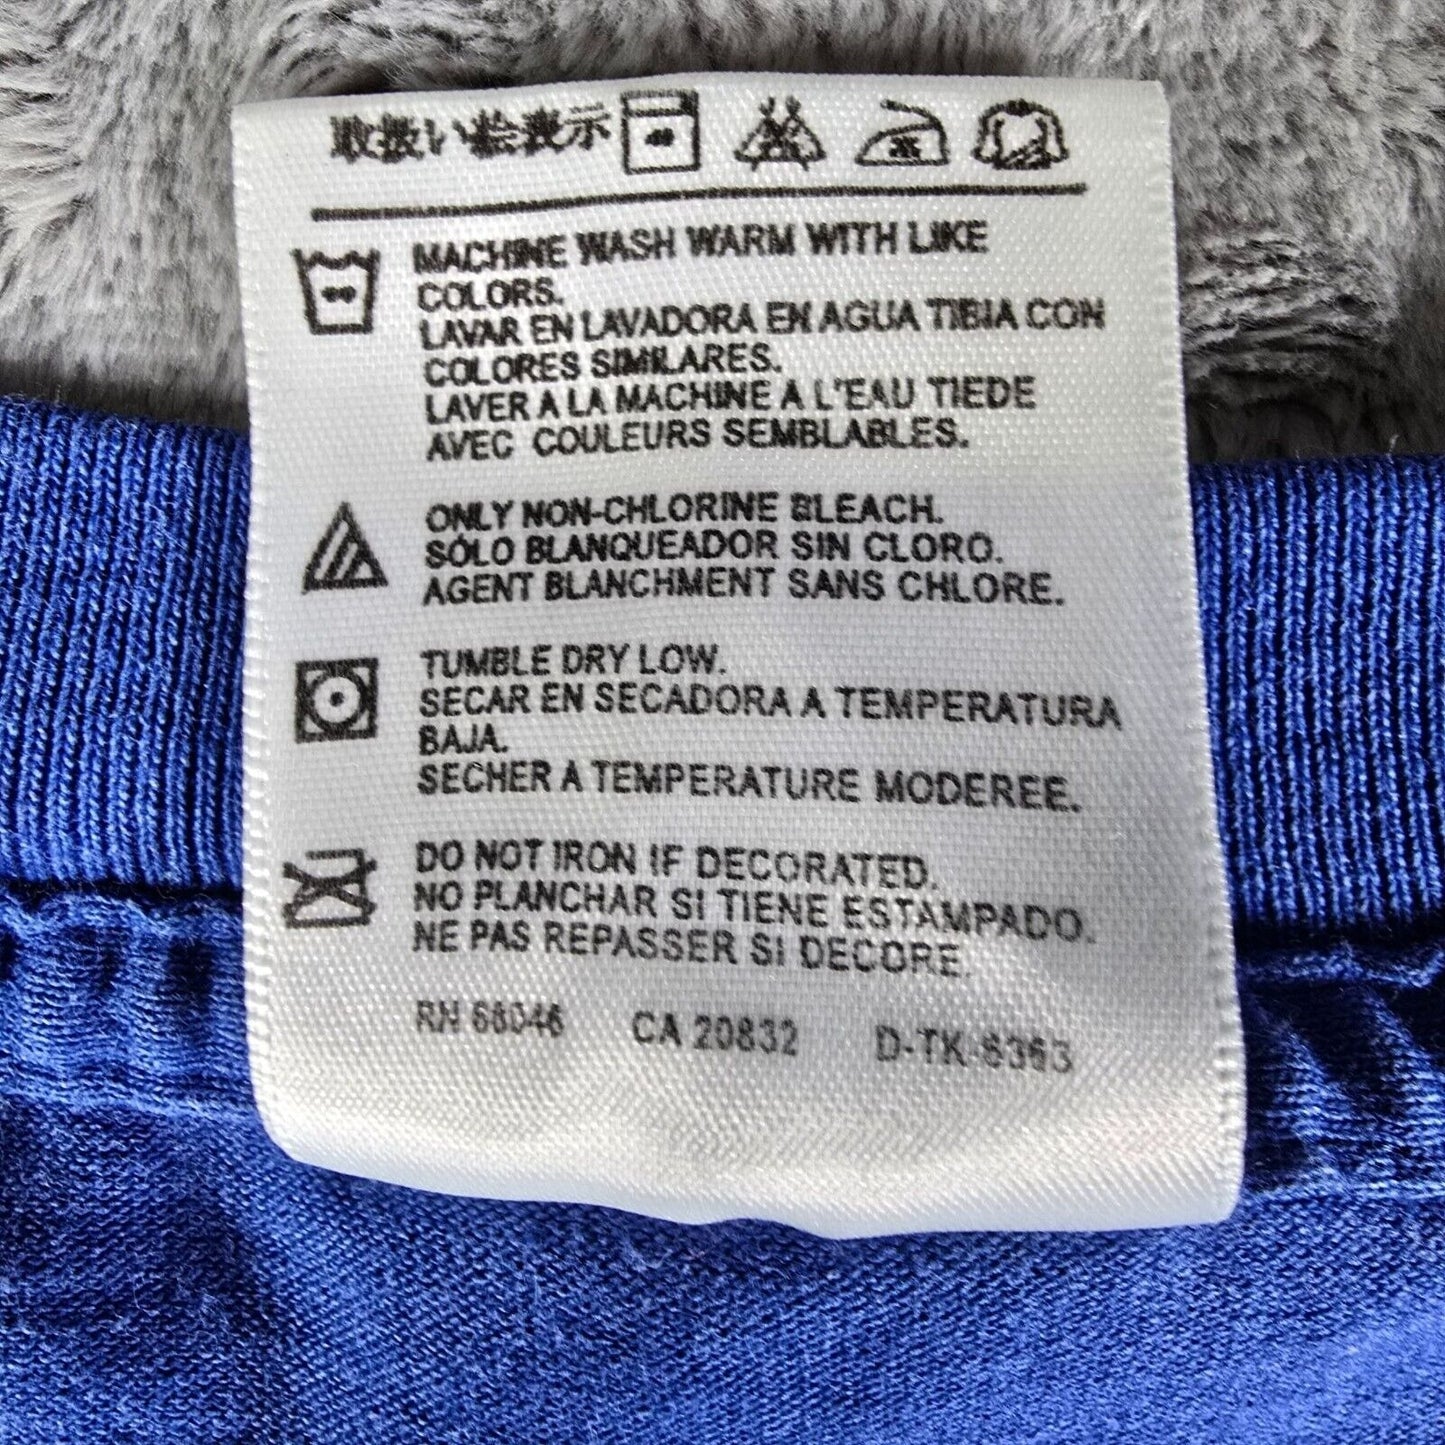 取扱い絵表示
MACHINE WASH WARM WITH LIKE
COLORS.
LAVAR EN LAVADORA EN AGUA TIBIA CON
COLORES SIMILARES.
LAVER A LA MACHINE A L'EAU TIEDE
AVEC COULEURS SEMBLABLES.
ONLY NON-CHLORINE BLEACH.
SÓLO BLANQUEADOR SIN CLORO.
AGENT BLANCHMENT SANS CHLORE.
TUMBLE DRY LOW.
SECAR EN SECADORA A TEMPERATURA
BAJA.
SECHER A TEMPERATURE MODEREE.
DO NOT IRON IF DECORATED.
NO PLANCHAR SI TIENE ESTAMPADO.
NE PAS REPASSER SI DECORE.
RN 68046 CA 20832 D-TK-6363